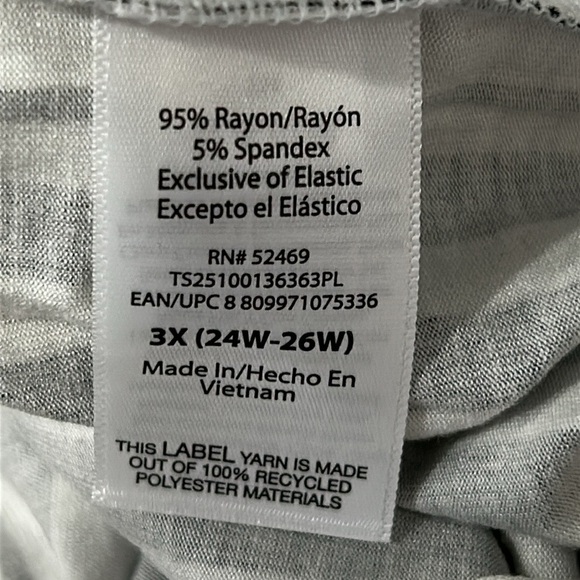 95% Rayon/Rayón
5% Spandex
Exclusive of Elastic
Excepto el Elástico
RN# 52469
TS25100136363PL
EAN/UPC 8 809971075336
3X (24W-26W)
Made In/Hecho En
Vietnam
THIS LABEL YARN IS MADE
OUT OF 100% RECYCLED
POLYESTER MATERIALS